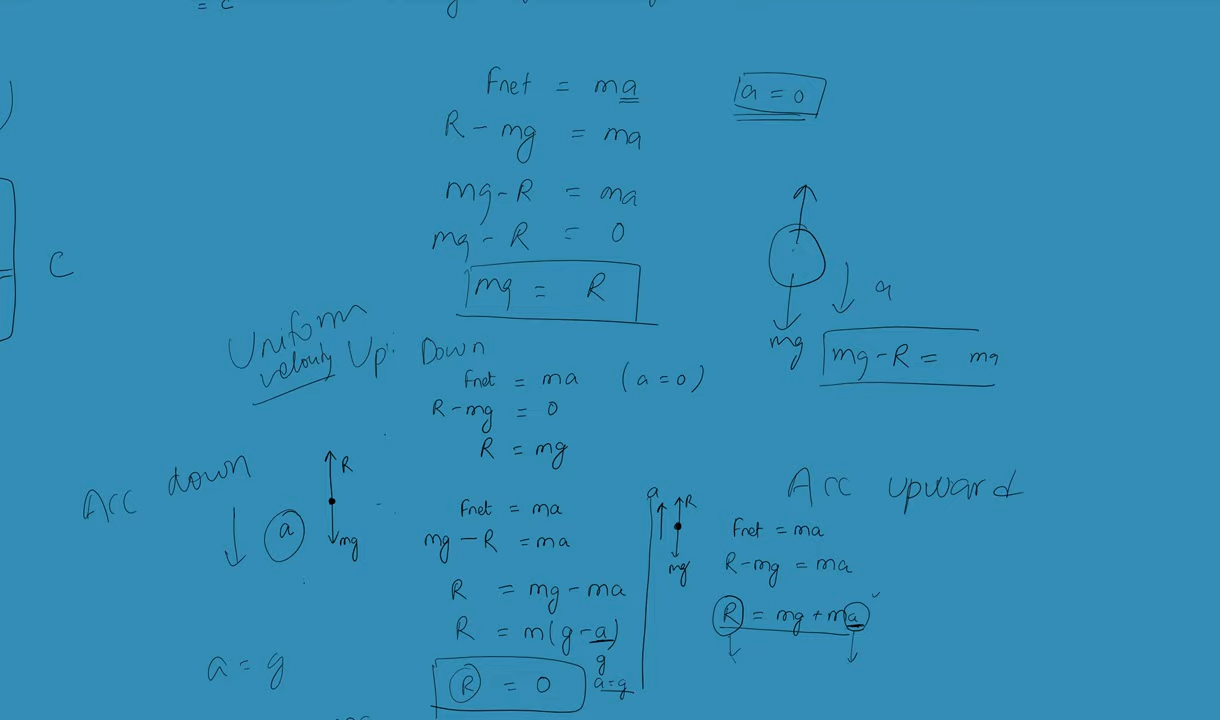 = c
Fnet = ma
a = 0
R - mg = ma
mg - R = ma
mg - R = 0
mg = R
C
a
mg
mg - R = ma
Uniform velocity Up: Down
Fnet = ma (a = 0)
R - mg = 0
R = mg
Acc down
a
R
mg
Fnet = ma
mg - R = ma
R = mg - ma
R = m(g - a)
g
R = 0 a = g
a = g
Acc upward
a
R
mg
Fnet = ma
R - mg = ma
R = mg + ma